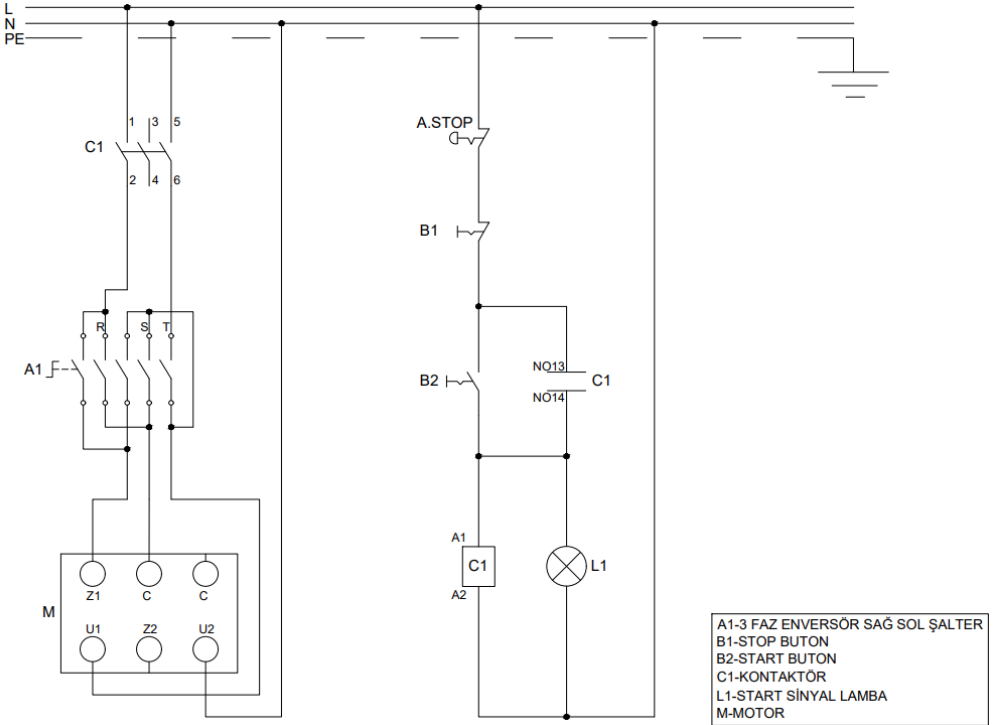 L
N
PE
C1
1
3
5
2
4
6
A1
R
S
T
M
Z1
C
C
U1
Z2
U2
A.STOP
B1
B2
NO13
NO14
C1
A1
C1
A2
L1
A1-3 FAZ ENVERSÖR SAĞ SOL ŞALTER
B1-STOP BUTON
B2-START BUTON
C1-KONTAKTÖR
L1-START SİNYAL LAMBA
M-MOTOR